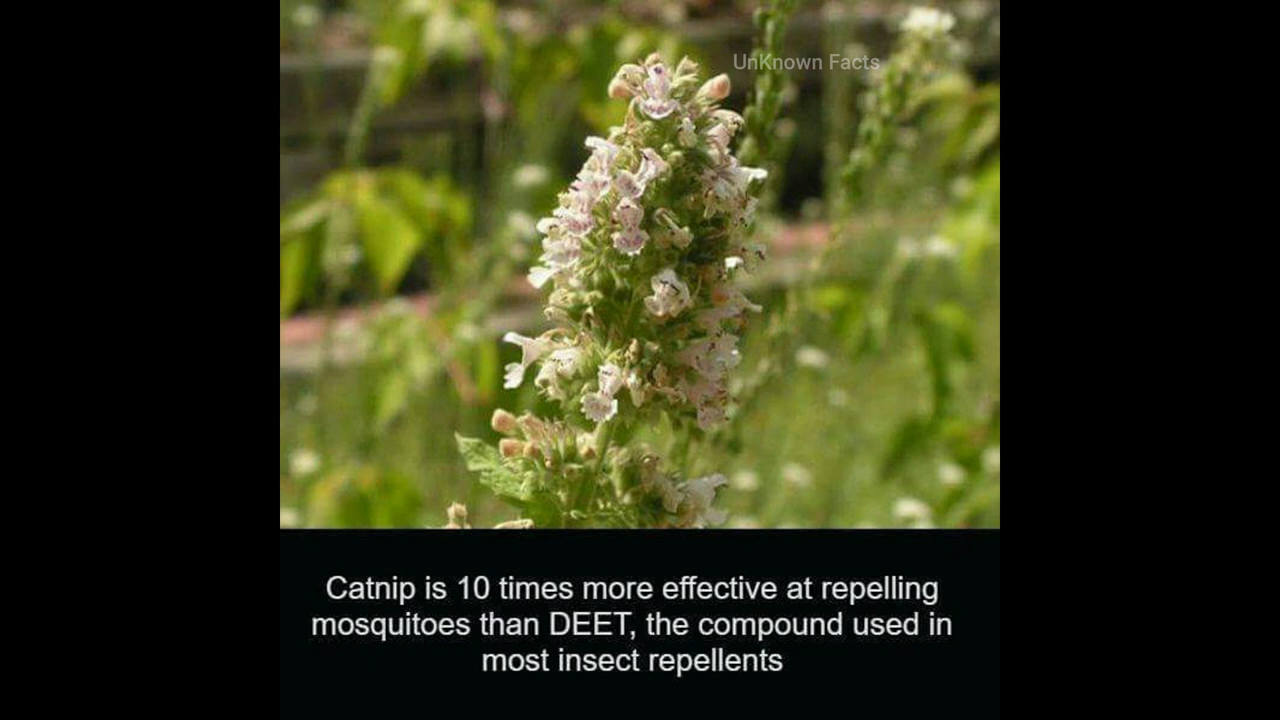 UnKnown Facts
Catnip is 10 times more effective at repelling
mosquitoes than DEET, the compound used in
most insect repellents